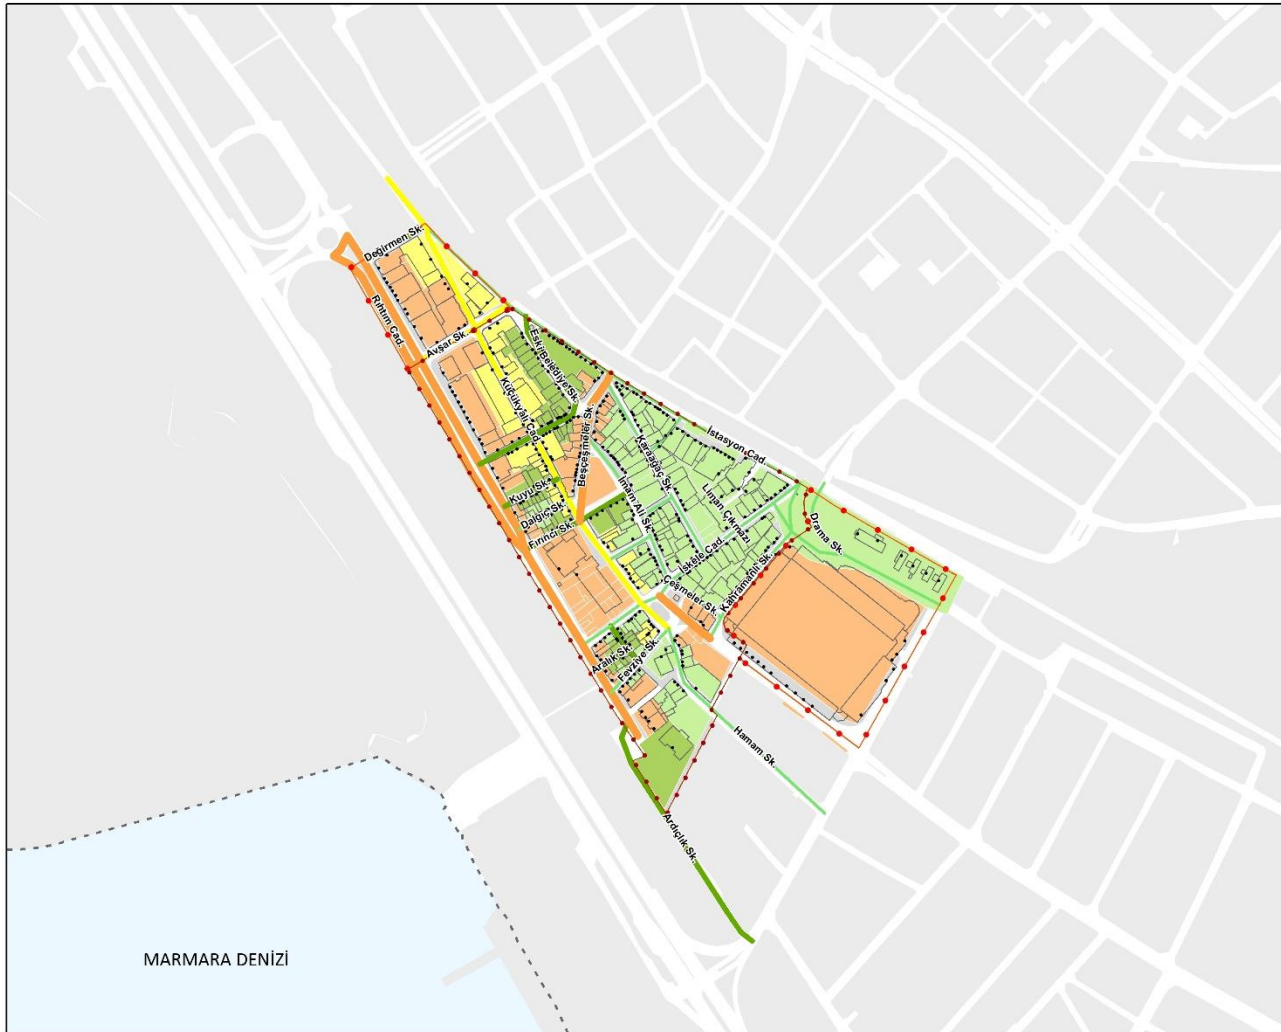 Değirmen Sk.
Rıhtım Cad.
Avşar Sk.
Eski Belediye Sk.
Küçükyalı Cad.
Beşçeşmeler Sk.
Karaağaç Sk.
İstasyon Cad.
Kuyu Sk.
Dalgıç Sk.
Fırıncı Sk.
İmam Ali Sk.
Liman Çıkmazı
Drama Sk.
İskele Cad.
Çeşmeler Sk.
Kahramanlı Sk.
Aralık Sk.
Fevziye Sk.
Hamam Sk.
Ardıçlık Sk.
MARMARA DENİZİ